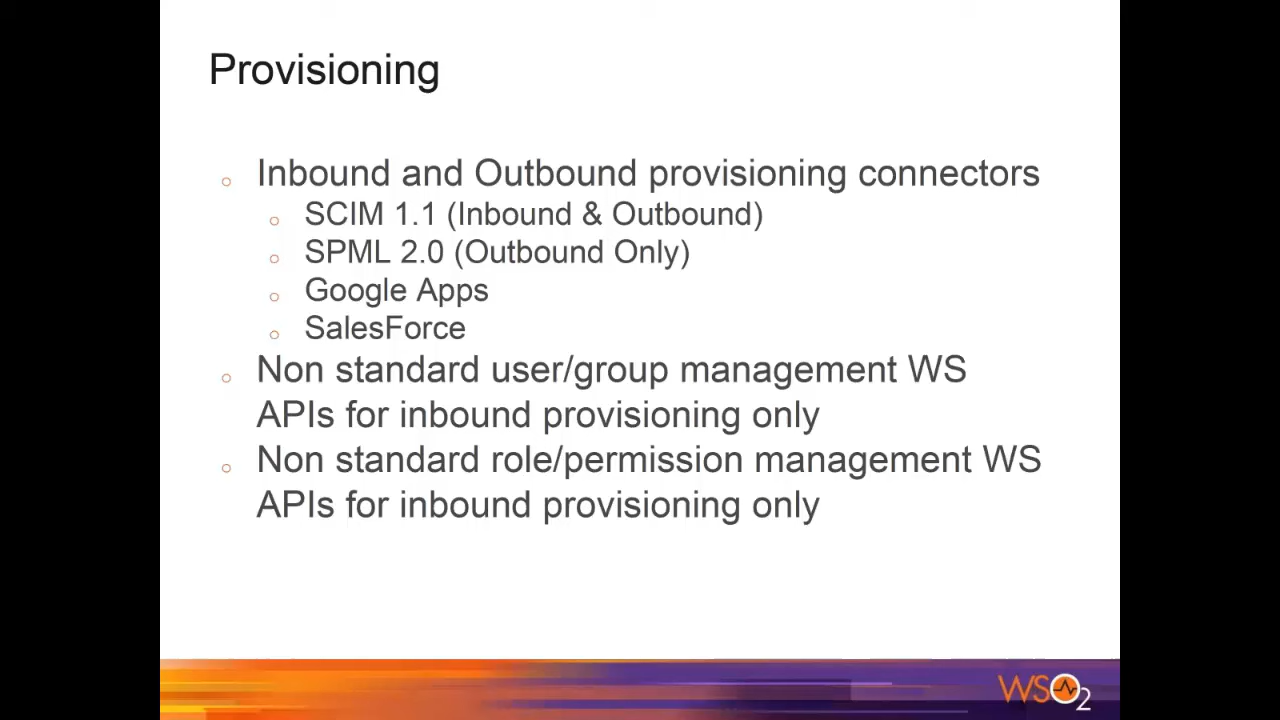 Provisioning
Inbound and Outbound provisioning connectors
SCIM 1.1 (Inbound & Outbound)
SPML 2.0 (Outbound Only)
Google Apps
SalesForce
Non standard user/group management WS
APIs for inbound provisioning only
Non standard role/permission management WS
APIs for inbound provisioning only
WSO2